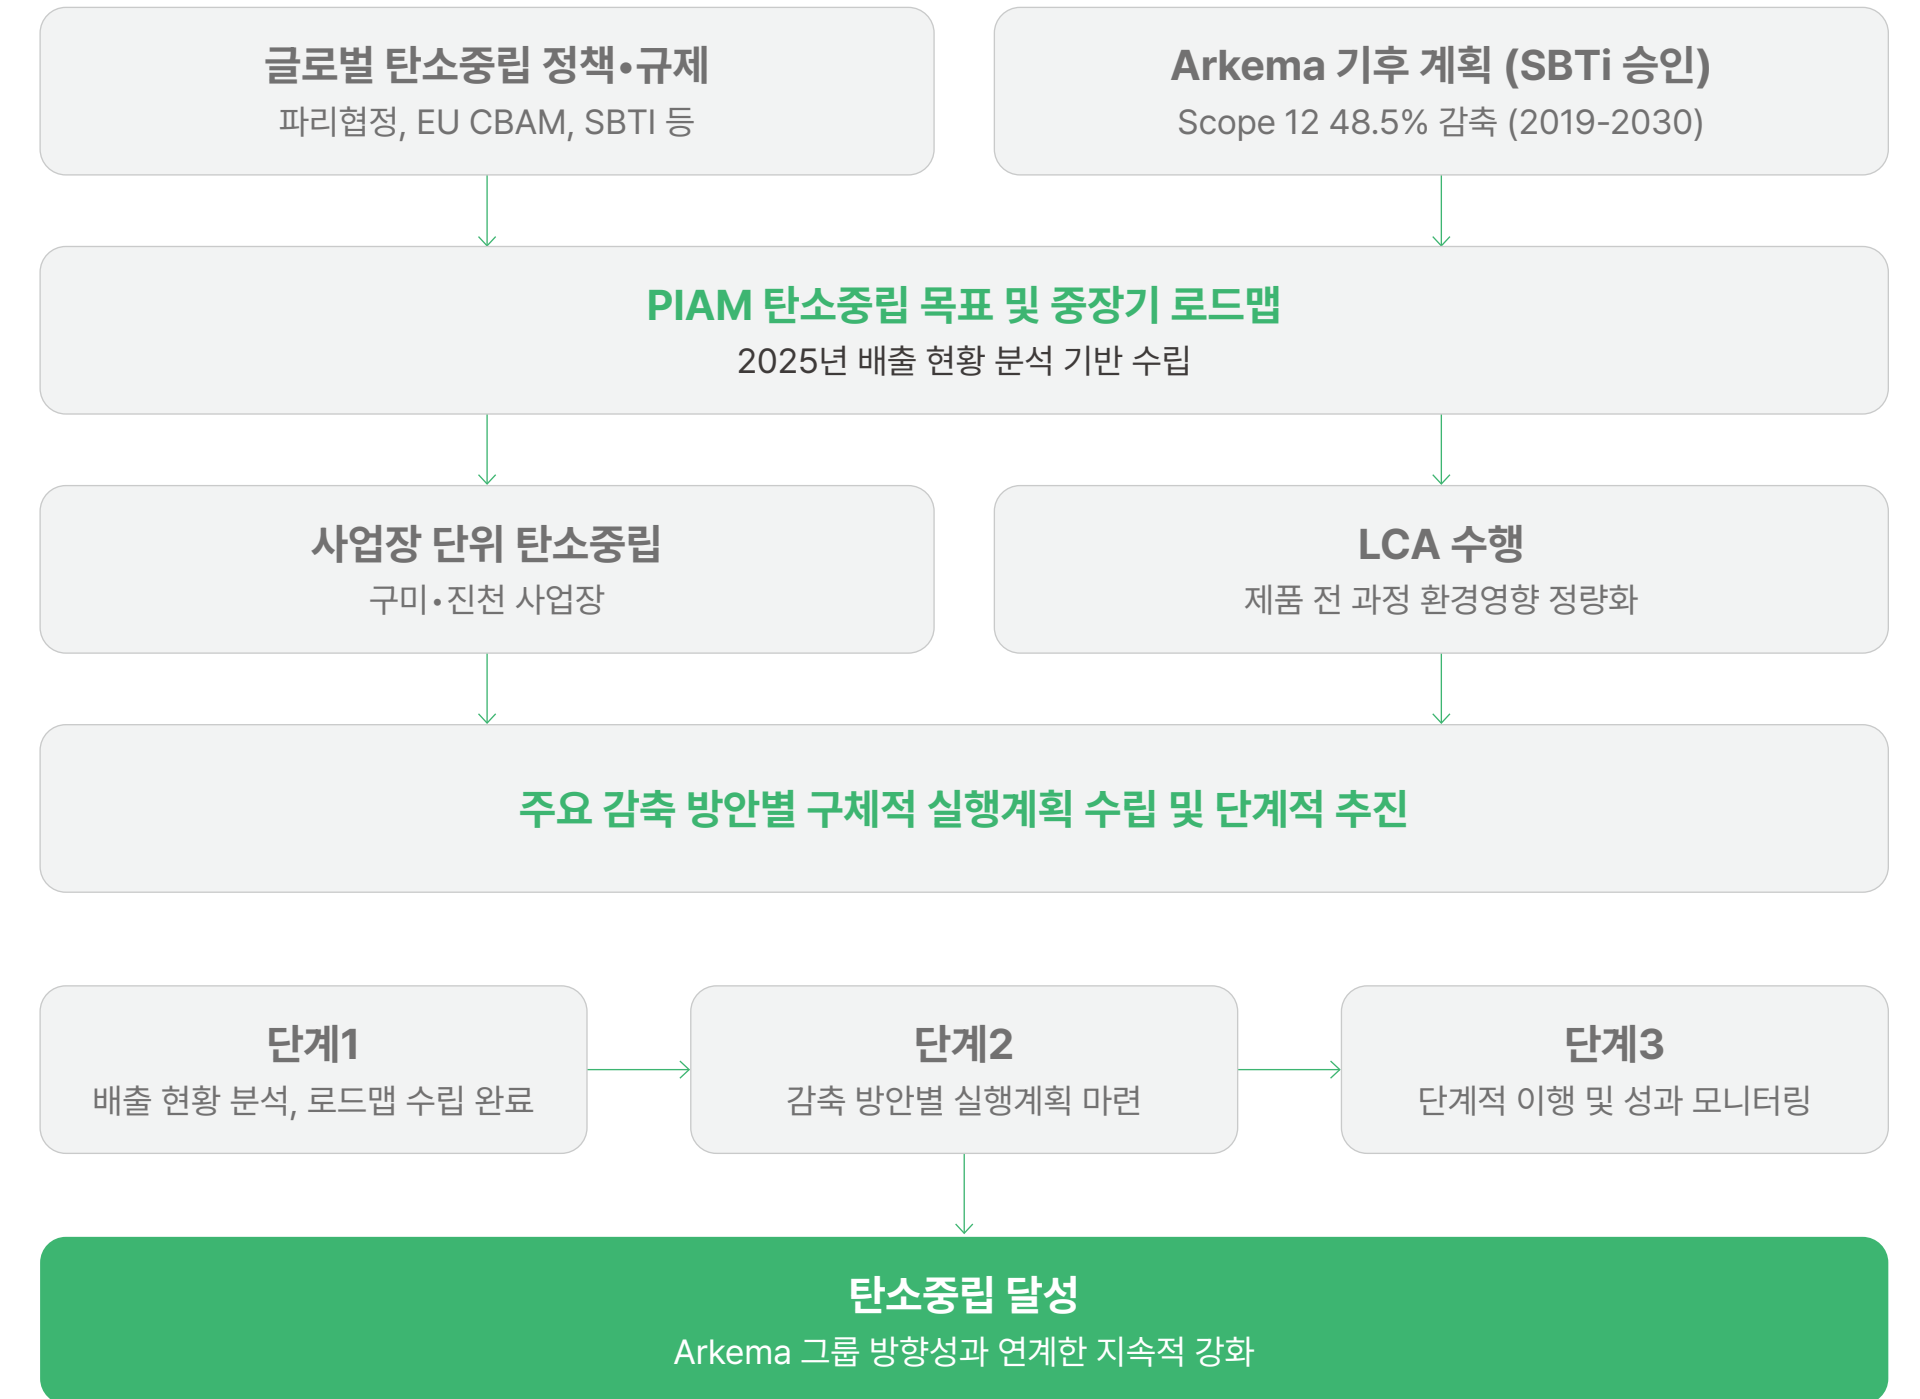 글로벌 탄소중립 정책•규제
파리협정, EU CBAM, SBTI 등
Arkema 기후 계획 (SBTi 승인)
Scope 12 48.5% 감축 (2019-2030)
PIAM 탄소중립 목표 및 중장기 로드맵
2025년 배출 현황 분석 기반 수립
사업장 단위 탄소중립
구미•진천 사업장
LCA 수행
제품 전 과정 환경영향 정량화
주요 감축 방안별 구체적 실행계획 수립 및 단계적 추진
단계1
배출 현황 분석, 로드맵 수립 완료
단계2
감축 방안별 실행계획 마련
단계3
단계적 이행 및 성과 모니터링
탄소중립 달성
Arkema 그룹 방향성과 연계한 지속적 강화